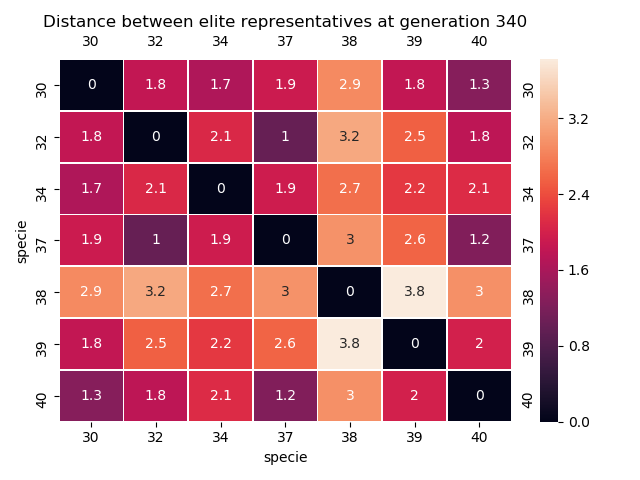 Distance between elite representatives at generation 340
30 32 34 37 38 39 40
30 0 1.8 1.7 1.9 2.9 1.8 1.3 30
32 1.8 0 2.1 1 3.2 2.5 1.8 32
34 1.7 2.1 0 1.9 2.7 2.2 2.1 34
37 1.9 1 1.9 0 3 2.6 1.2 37
38 2.9 3.2 2.7 3 0 3.8 3 38
39 1.8 2.5 2.2 2.6 3.8 0 2 39
40 1.3 1.8 2.1 1.2 3 2 0 40
30 32 34 37 38 39 40
specie
specie
3.2
2.4
1.6
0.8
0.0